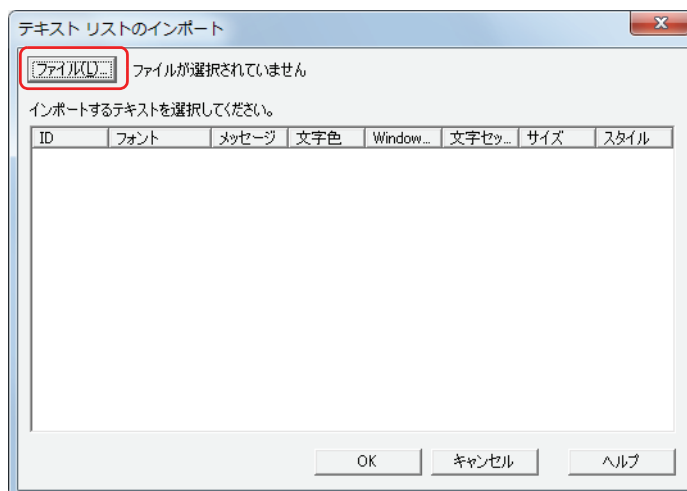 テキスト リストのインポート
ファイル(L)... ファイルが選択されていません
インポートするテキストを選択してください。
ID フォント メッセージ 文字色 Window... 文字セッ... サイズ スタイル
OK キャンセル ヘルプ